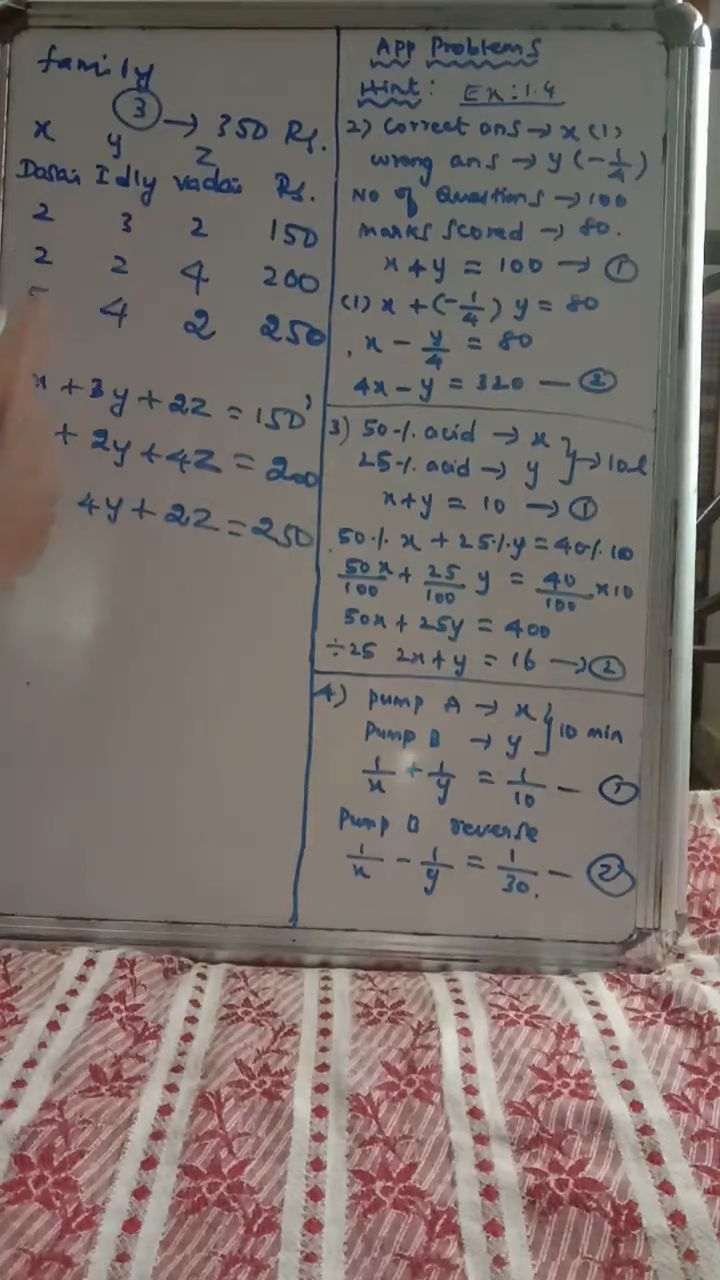 family
③ → 350 Rs.
x y z
Dosai Idly vadai Rs.
2 3 2 150
2 2 4 200
4 2 250
x + 3y + 2z = 150
+ 2y + 4z = 200
4y + 2z = 250
App Problems
Hint: Ex: 1.4
2) correct ans → x (1)
wrong ans → y (-1/4)
No of Questions → 100
marks scored → 80.
x + y = 100 → ①
(1) x + (-1/4) y = 80
x - y/4 = 80
4x - y = 320 — ②
3) 50% acid → x
25% acid → y } → 10l
x + y = 10 → ①
50% x + 25% y = 40% 10
50x/100 + 25/100 y = 40/100 × 10
50x + 25y = 400
÷25 2x + y = 16 → ②
4) pump A → x
Pump B → y } 10 min
1/x + 1/y = 1/10 — ①
Pump B reverse
1/x - 1/y = 1/30. — ②